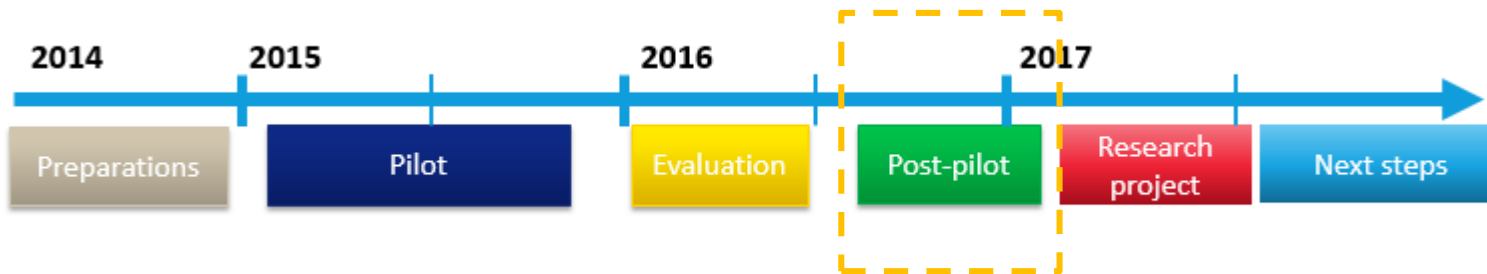 2014
2015
2016
2017
Preparations
Pilot
Evaluation
Post-pilot
Research
project
Next steps